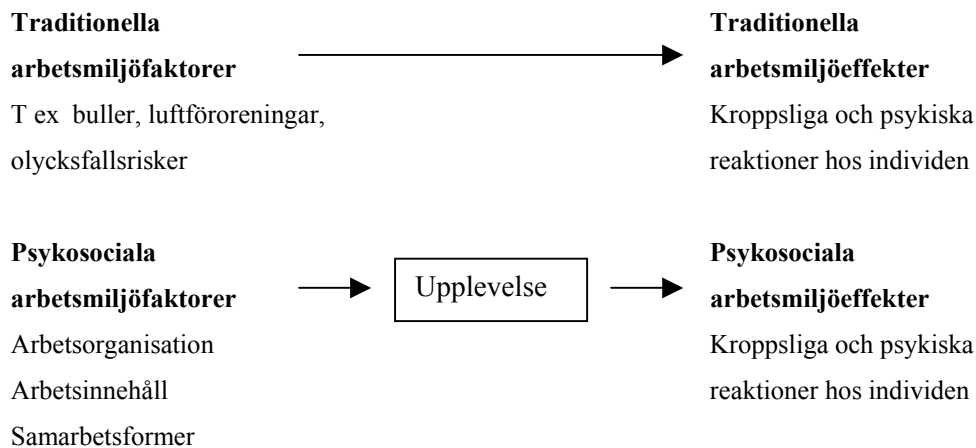 Traditionella
arbetsmiljöfaktorer
T ex buller, luftföroreningar,
olycksfallsrisker
Traditionella
arbetsmiljöeffekter
Kroppsliga och psykiska
reaktioner hos individen
Psykosociala
arbetsmiljöfaktorer
Arbetsorganisation
Arbetsinnehåll
Samarbetsformer
Upplevelse
Psykosociala
arbetsmiljöeffekter
Kroppsliga och psykiska
reaktioner hos individen